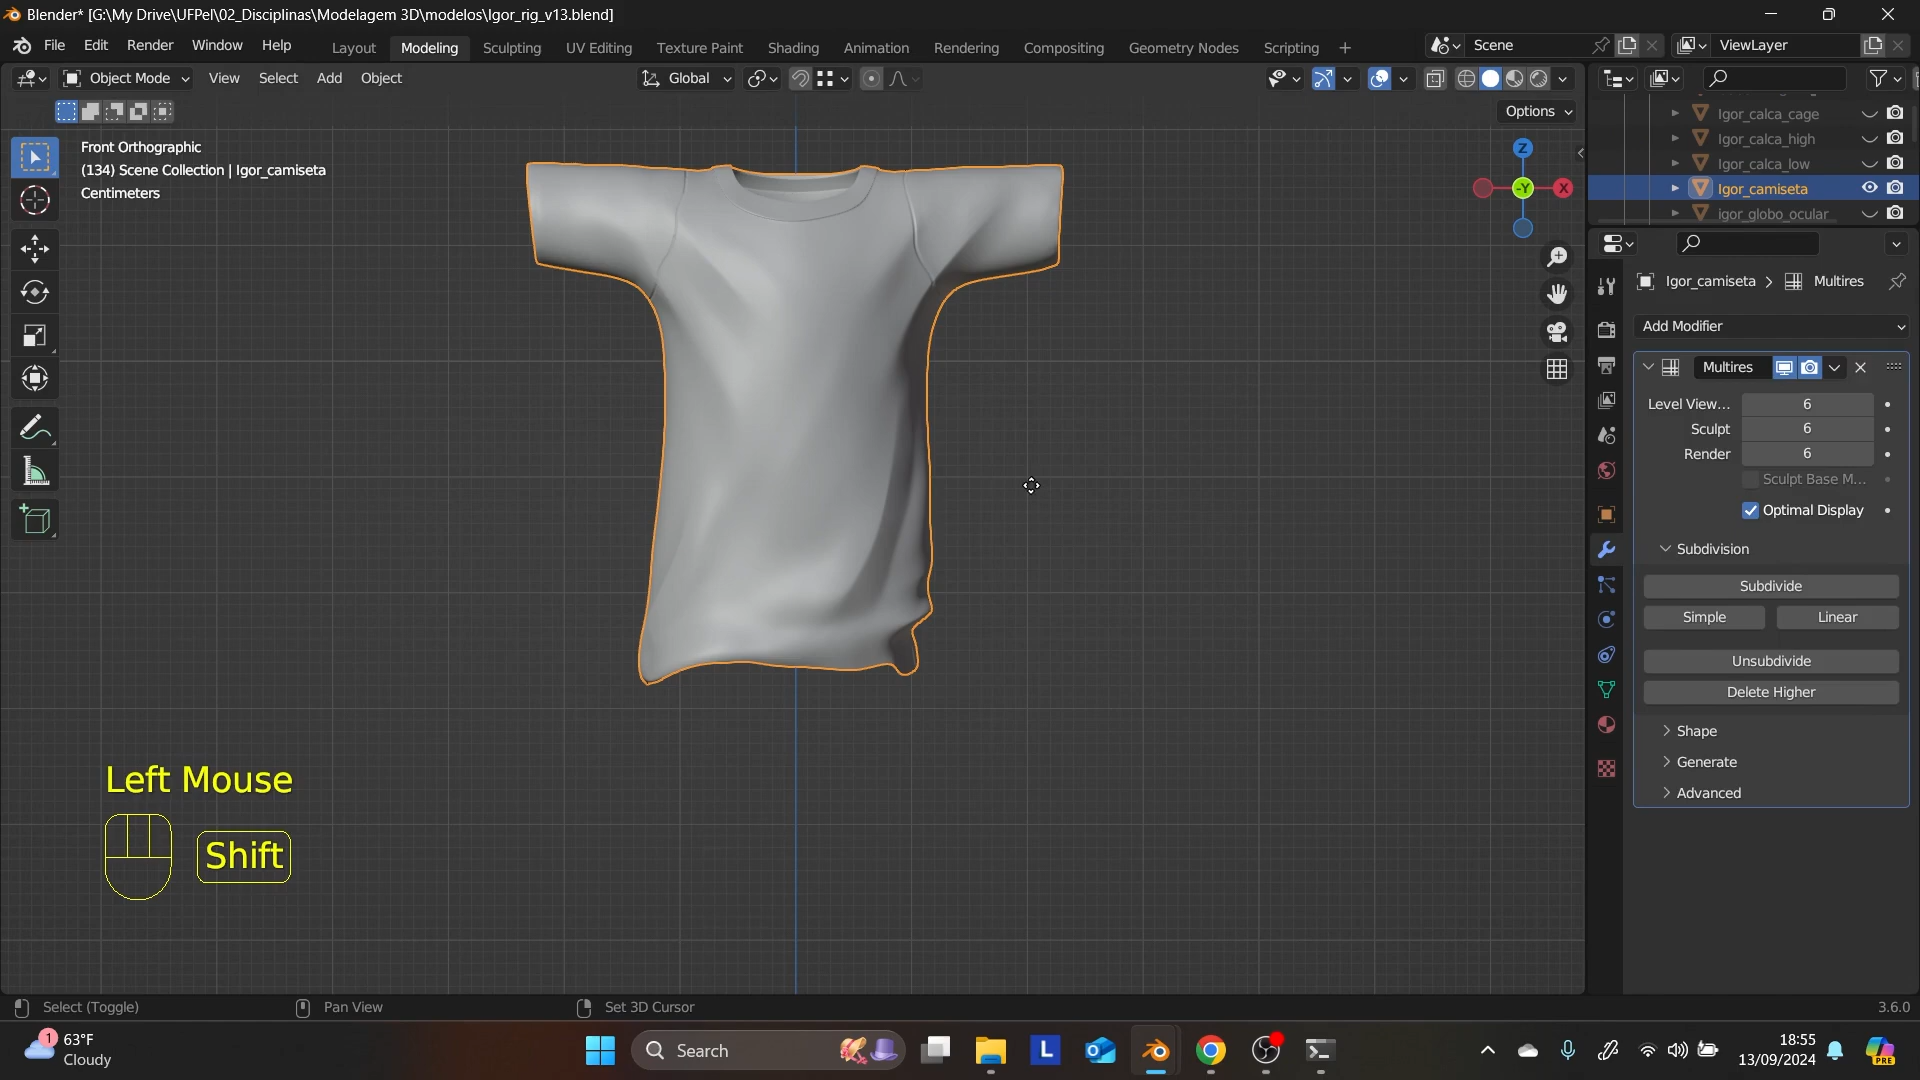 Blender* [G:\My Drive\UFPel\02_Disciplinas\Modelagem 3D\modelos\Igor_rig_v13.blend]
File Edit Render Window Help Layout Modeling Sculpting UV Editing Texture Paint Shading Animation Rendering Compositing Geometry Nodes Scripting + Scene ViewLayer
Object Mode View Select Add Object Global
Options
Front Orthographic
(134) Scene Collection | Igor_camiseta
Centimeters
Z
-Y X
Igor_calca_cage
Igor_calca_high
Igor_calca_low
Igor_camiseta
igor_globo_ocular
Igor_camiseta > Multires
Add Modifier
Multires
Level View... 6
Sculpt 6
Render 6
Sculpt Base M...
Optimal Display
Subdivision
Subdivide
Simple Linear
Unsubdivide
Delete Higher
Shape
Generate
Advanced
Left Mouse
Shift
Select (Toggle) Pan View Set 3D Cursor 3.6.0
1 63°F
Cloudy
Search
L
18:55
13/09/2024
PRE